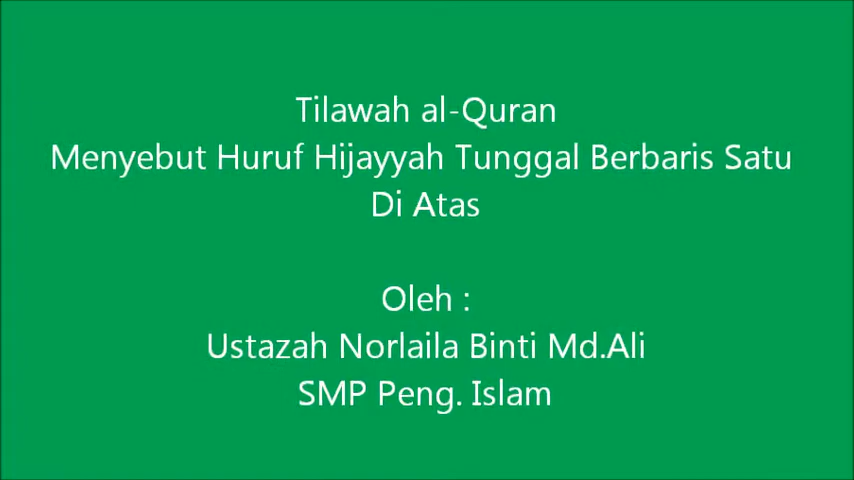 Tilawah al-Quran
Menyebut Huruf Hijayyah Tunggal Berbaris Satu
Di Atas
Oleh :
Ustazah Norlaila Binti Md.Ali
SMP Peng. Islam